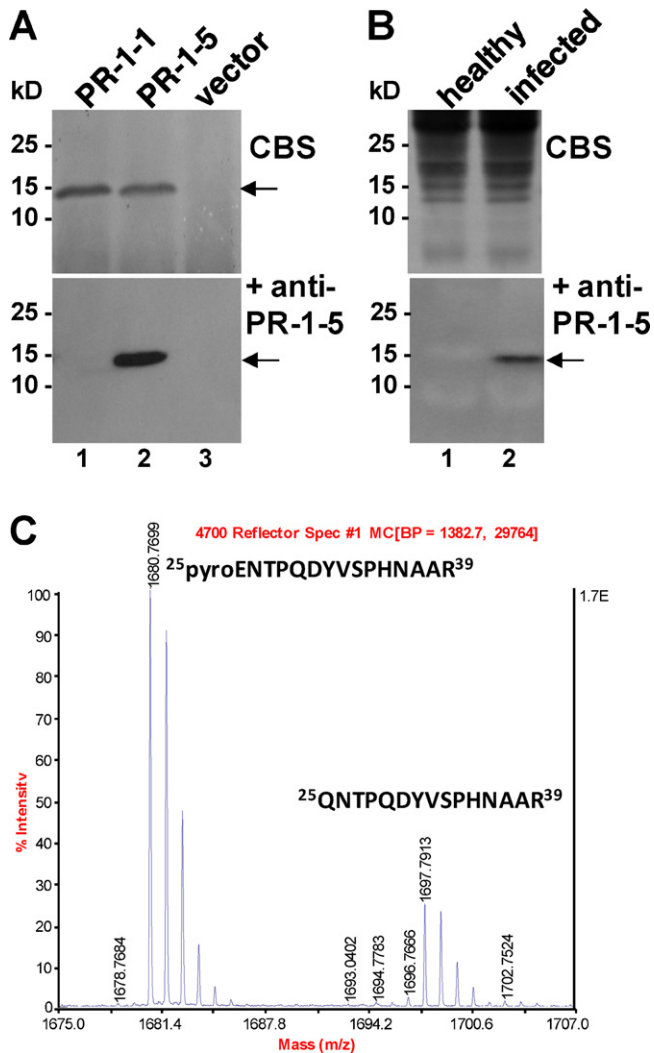 A
PR-1-1 PR-1-5 vector
kD
25
15
10
CBS
25
15
10
+ anti-
PR-1-5
1 2 3
B
healthy infected
kD
25
15
10
CBS
25
15
10
+ anti-
PR-1-5
1 2
C
4700 Reflector Spec #1 MC[BP = 1382.7, 29764]
25pyroENTPQDYVSPHNAAR39
25QNTPQDYVSPHNAAR39
1678.7684
1680.7699
1693.0402
1694.7783
1696.7666
1697.7913
1702.7524
1.7E
100
90
80
70
60
50
40
30
20
10
0
% Intensity
1675.0 1681.4 1687.8 1694.2 1700.6 1707.0
Mass (m/z)